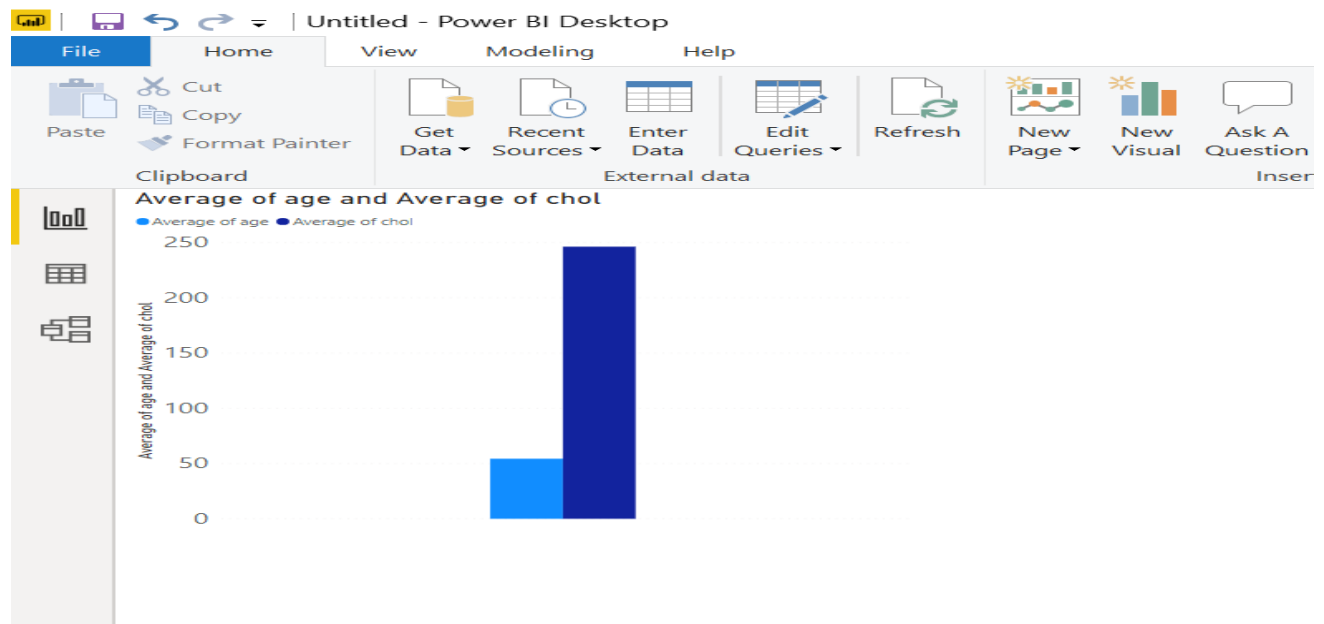 Untitled - Power BI Desktop
File Home View Modeling Help
Cut
Copy
Format Painter
Paste
Get Data
Recent Sources
Enter Data
Edit Queries
Refresh
New Page
New Visual
Ask A Question
Clipboard External data Inser
Average of age and Average of chol
Average of age Average of chol
250
200
150
100
50
0
Average of age and Average of chol